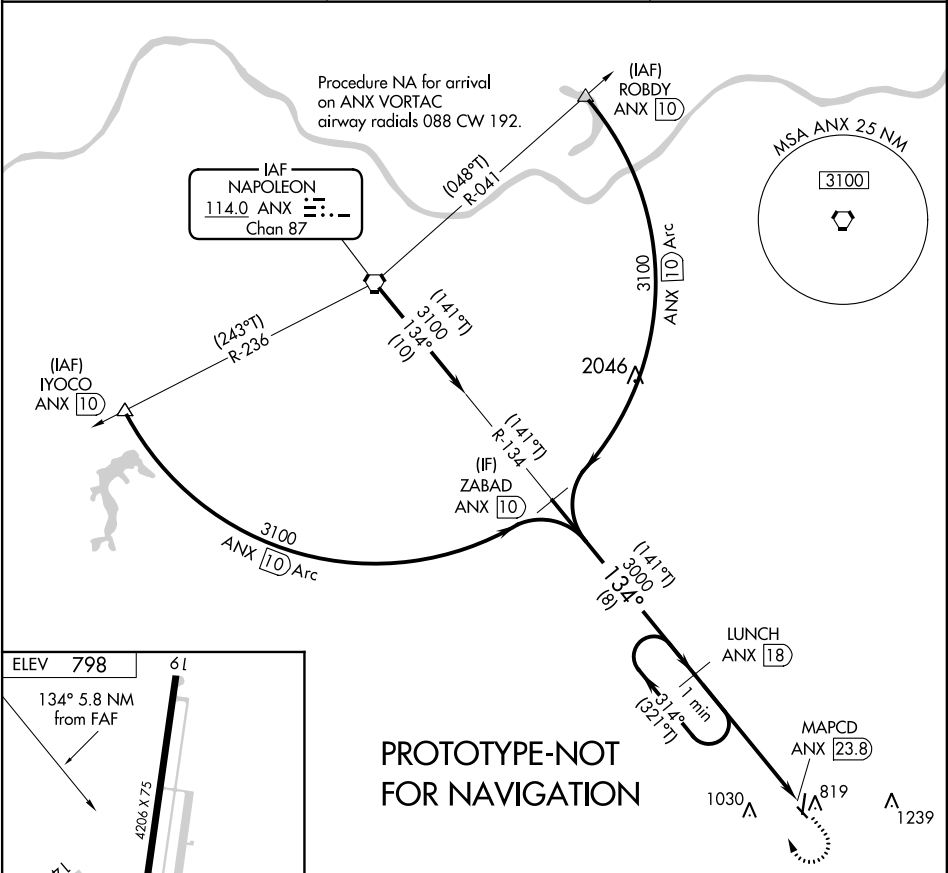 Procedure NA for arrival
on ANX VORTAC
airway radials 088 CW 192.
(IAF)
ROBDY
ANX 10
MSA ANX 25 NM
3100
IAF
NAPOLEON
114.0 ANX
Chan 87
(048°T)
R-041
3100
ANX 10 Arc
(243°T)
R-236
(141°T)
3100
134°
(10)
(IAF)
IYOCO
ANX 10
2046
(141°T)
R-134
(IF)
ZABAD
ANX 10
3100
ANX 10 Arc
(141°T)
3000
134°
(8)
LUNCH
ANX 18
1 min
314°
(321°T)
MAPCD
ANX 23.8
1030
819
1239
PROTOTYPE-NOT
FOR NAVIGATION
ELEV 798
19
134° 5.8 NM
from FAF
4206 X 75